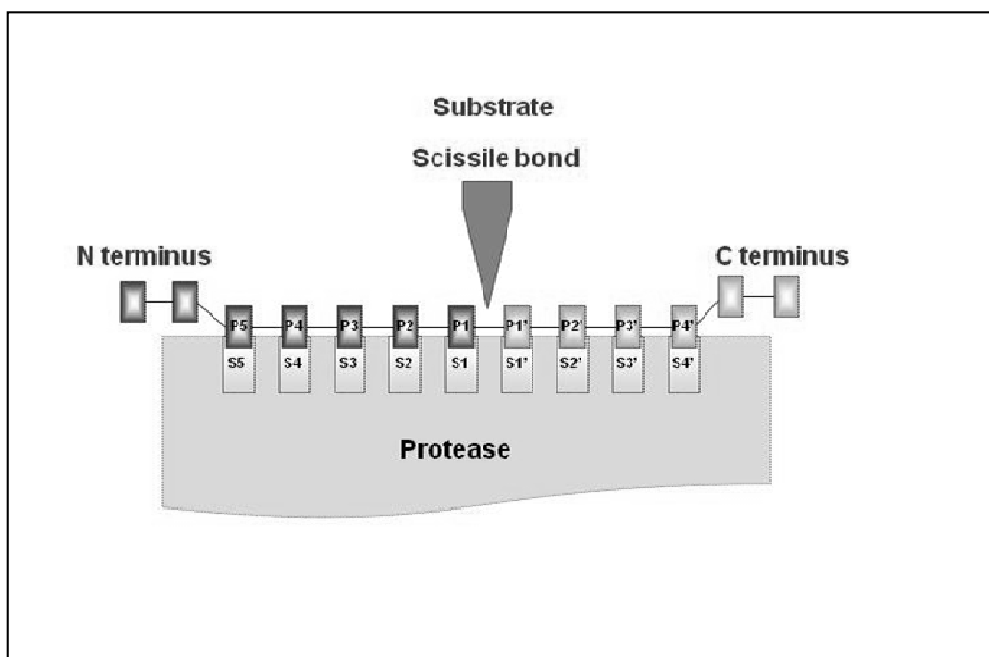 Substrate
Scissile bond
N terminus
C terminus
P5 P4 P3 P2 P1 P1' P2' P3' P4'
S5 S4 S3 S2 S1 S1' S2' S3' S4'
Protease